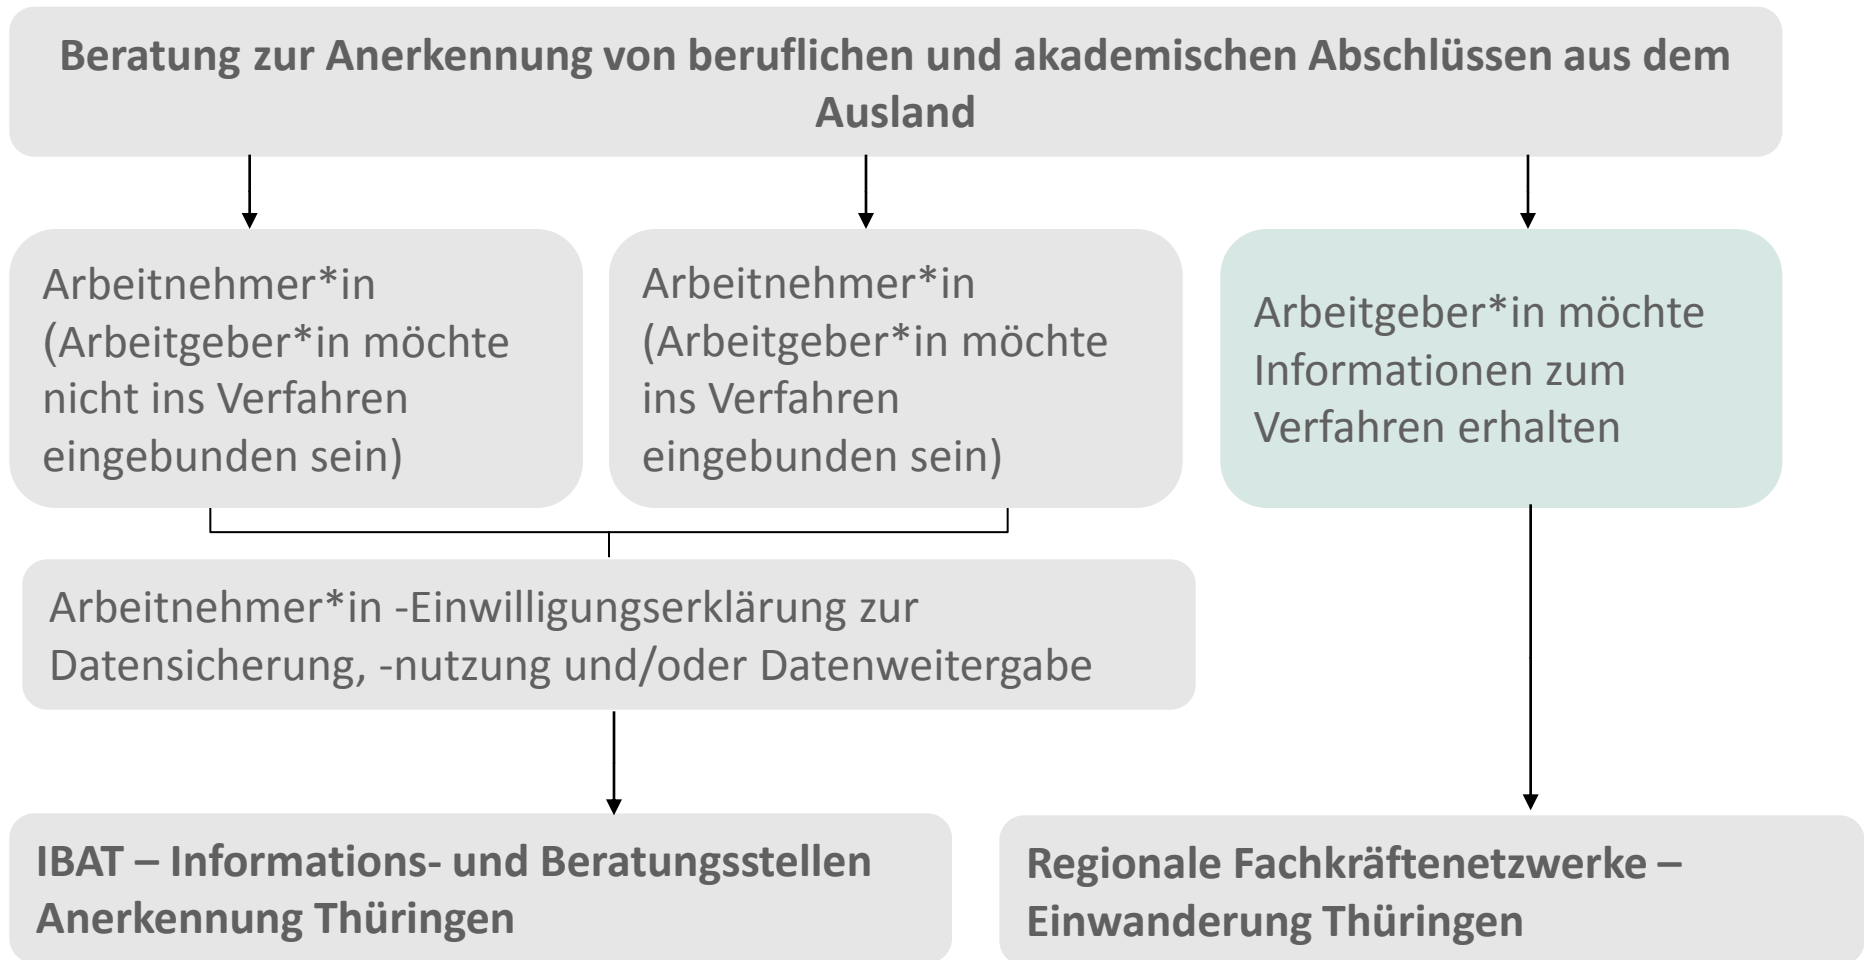 Beratung zur Anerkennung von beruflichen und akademischen Abschlüssen aus dem
Ausland
Arbeitnehmer*in
(Arbeitgeber*in möchte
nicht ins Verfahren
eingebunden sein)
Arbeitnehmer*in
(Arbeitgeber*in möchte
ins Verfahren
eingebunden sein)
Arbeitgeber*in möchte
Informationen zum
Verfahren erhalten
Arbeitnehmer*in -Einwilligungserklärung zur
Datensicherung, -nutzung und/oder Datenweitergabe
IBAT – Informations- und Beratungsstellen
Anerkennung Thüringen
Regionale Fachkräftenetzwerke –
Einwanderung Thüringen